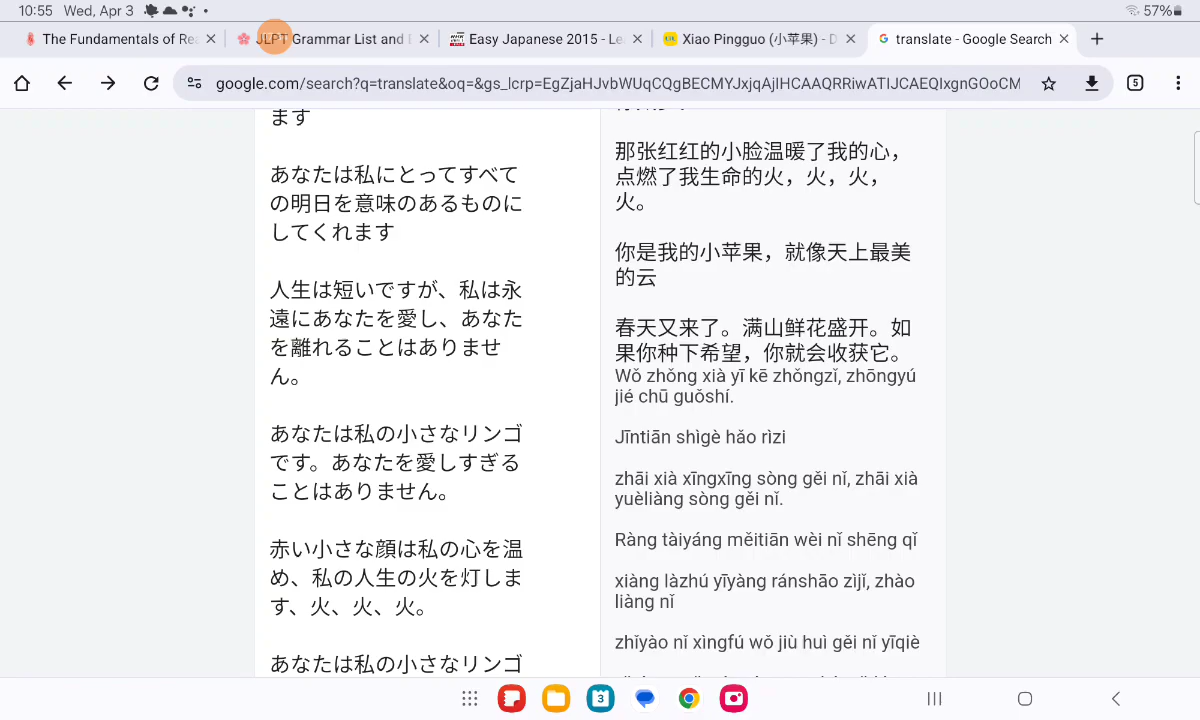 10:55 Wed, Apr 3
57%
The Fundamentals of Re
JLPT Grammar List and
Easy Japanese 2015 - Le
Xiao Pingguo (小苹果) - D
translate - Google Search
google.com/search?q=translate&oq=&gs_lcrp=EgZjaHJvbWUqCQgBECMYJxjqAjIHCAAQRRiwATIJCAEQIxgnGOoCM
5
ます
あなたは私にとってすべて
の明日を意味のあるものに
してくれます
人生は短いですが、私は永
遠にあなたを愛し、あなた
を離れることはありませ
ん。
あなたは私の小さなリンゴ
です。あなたを愛しすぎる
ことはありません。
赤い小さな顔は私の心を温
め、私の人生の火を灯しま
す、火、火、火。
あなたは私の小さなリンゴ
那张红红的小脸温暖了我的心，
点燃了我生命的火，火，火，
火。
你是我的小苹果，就像天上最美
的云
春天又来了。满山鲜花盛开。如
果你种下希望，你就会收获它。
Wǒ zhǒng xià yī kē zhǒngzǐ, zhōngyú
jié chū guǒshí.
Jīntiān shìgè hǎo rìzi
zhāi xià xīngxīng sòng gěi nǐ, zhāi xià
yuèliàng sòng gěi nǐ.
Ràng tàiyáng měitiān wèi nǐ shēng qǐ
xiàng làzhú yīyàng ránshāo zìjǐ, zhào
liàng nǐ
zhǐyào nǐ xìngfú wǒ jiù huì gěi nǐ yīqiè
3